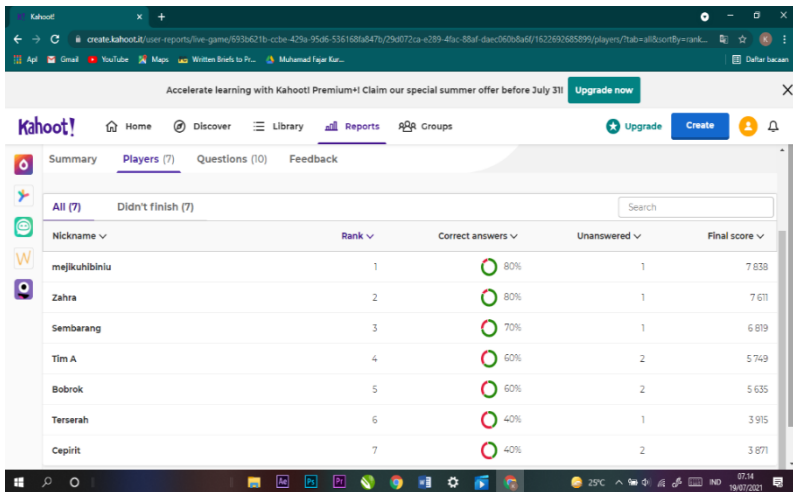 Kahoot!
create.kahoot.it/user-reports/live-game/693b621b-ccbe-429a-95d6-536168fa847b/29d072ca-e289-4fac-88af-daec060b8a6f/1622692685899/players/?tab=all&sortBy=rank...
Apl Gmail YouTube Maps Written Briefs to Pr... Muhamad Fajar Kur... Daftar bacaan
Accelerate learning with Kahoot! Premium+! Claim our special summer offer before July 31! Upgrade now
Kahoot! Home Discover Library Reports Groups Upgrade Create
Summary Players (7) Questions (10) Feedback
All (7) Didn't finish (7) Search
Nickname Rank Correct answers Unanswered Final score
mejikuhibiniu 1 80% 1 7 838
Zahra 2 80% 1 7 611
Sembarang 3 70% 1 6 819
Tim A 4 60% 2 5 749
Bobrok 5 60% 2 5 635
Terserah 6 40% 1 3 915
Cepirit 7 40% 2 3 871
25°C IND 07.14
19/07/2021